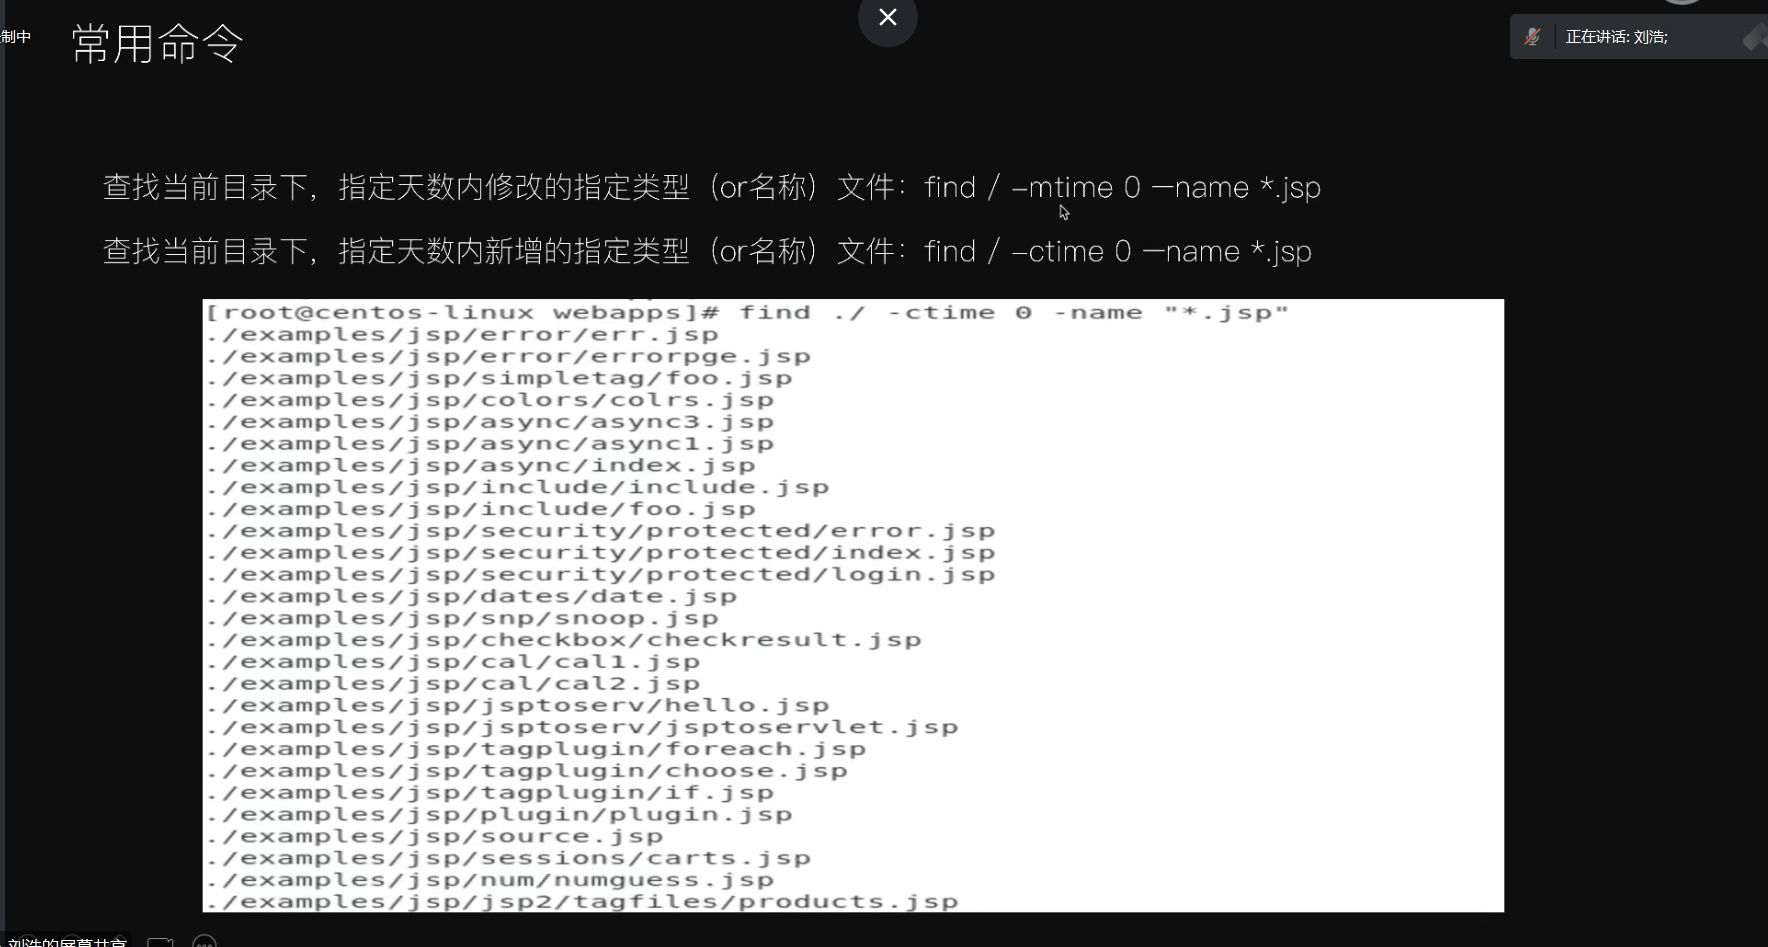 制中
常用命令
正在讲话: 刘浩;
查找当前目录下，指定天数内修改的指定类型（or名称）文件：find / –mtime 0 —name *.jsp
查找当前目录下，指定天数内新增的指定类型（or名称）文件：find / –ctime 0 —name *.jsp
[root@centos-linux webapps]# find ./ -ctime 0 -name "*.jsp"
./examples/jsp/error/err.jsp
./examples/jsp/error/errorpge.jsp
./examples/jsp/simpletag/foo.jsp
./examples/jsp/colors/colrs.jsp
./examples/jsp/async/async3.jsp
./examples/jsp/async/async1.jsp
./examples/jsp/async/index.jsp
./examples/jsp/include/include.jsp
./examples/jsp/include/foo.jsp
./examples/jsp/security/protected/error.jsp
./examples/jsp/security/protected/index.jsp
./examples/jsp/security/protected/login.jsp
./examples/jsp/dates/date.jsp
./examples/jsp/snp/snoop.jsp
./examples/jsp/checkbox/checkresult.jsp
./examples/jsp/cal/cal1.jsp
./examples/jsp/cal/cal2.jsp
./examples/jsp/jsptoserv/hello.jsp
./examples/jsp/jsptoserv/jsptoservlet.jsp
./examples/jsp/tagplugin/foreach.jsp
./examples/jsp/tagplugin/choose.jsp
./examples/jsp/tagplugin/if.jsp
./examples/jsp/plugin/plugin.jsp
./examples/jsp/source.jsp
./examples/jsp/sessions/carts.jsp
./examples/jsp/num/numguess.jsp
./examples/jsp/jsp2/tagfiles/products.jsp
刘浩的屏幕共享